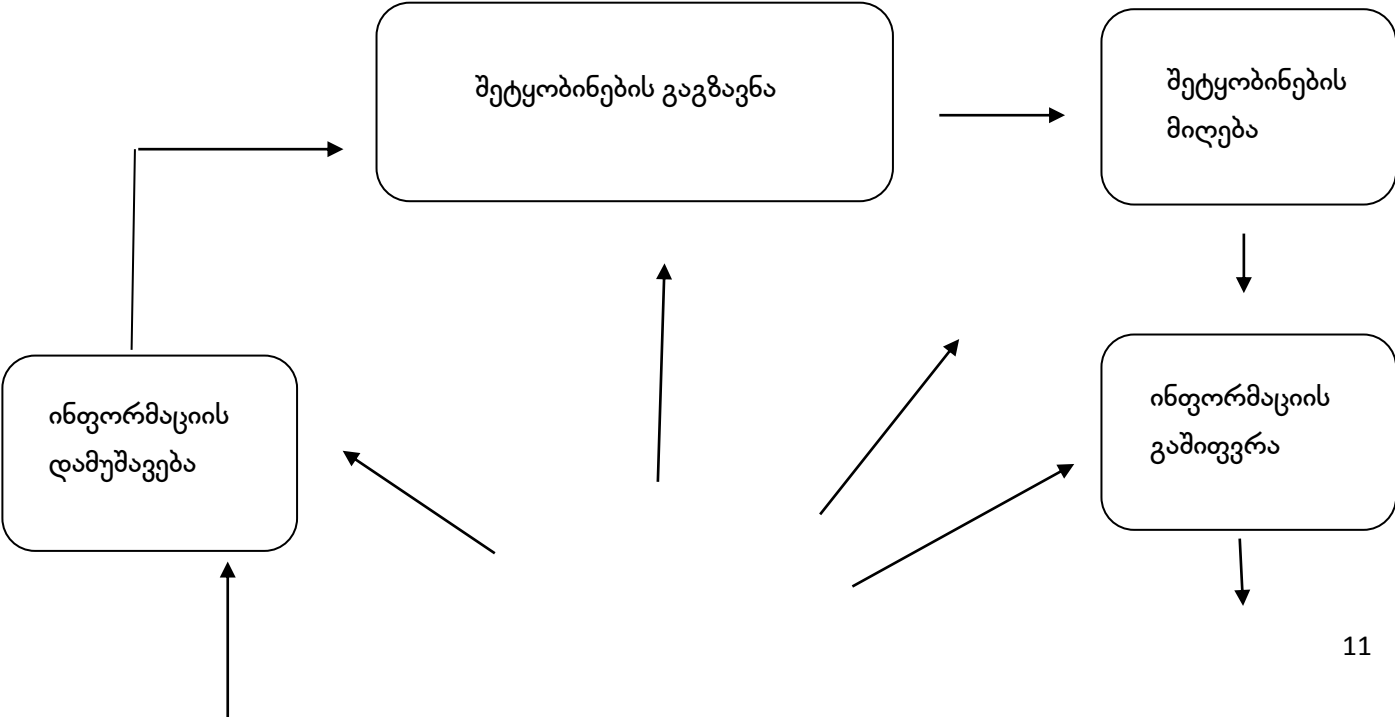 შეტყობინების გაგზავნა
შეტყობინების
მიღება
ინფორმაციის
დამუშავება
ინფორმაციის
გაშიფვრა
11